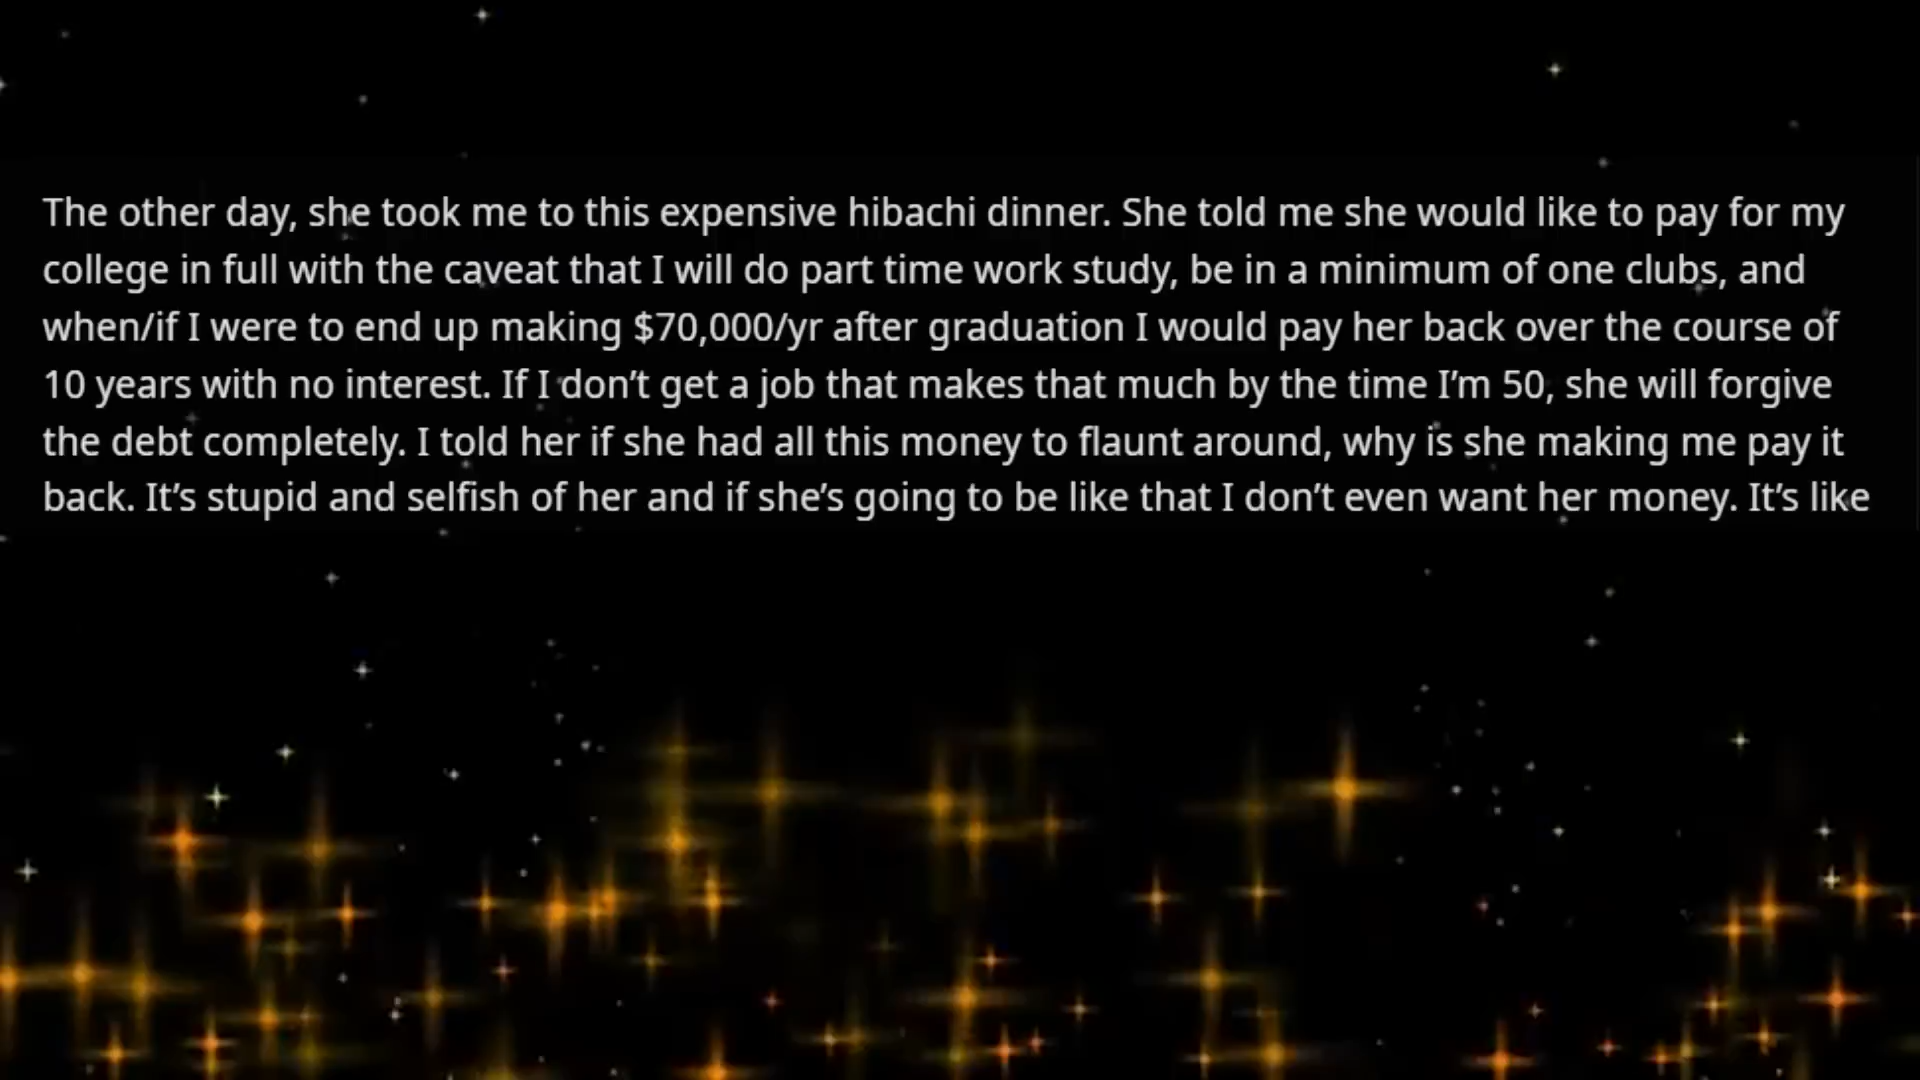 The other day, she took me to this expensive hibachi dinner. She told me she would like to pay for my
college in full with the caveat that I will do part time work study, be in a minimum of one clubs, and
when/if I were to end up making $70,000/yr after graduation I would pay her back over the course of
10 years with no interest. If I don’t get a job that makes that much by the time I’m 50, she will forgive
the debt completely. I told her if she had all this money to flaunt around, why is she making me pay it
back. It’s stupid and selfish of her and if she’s going to be like that I don’t even want her money. It’s like